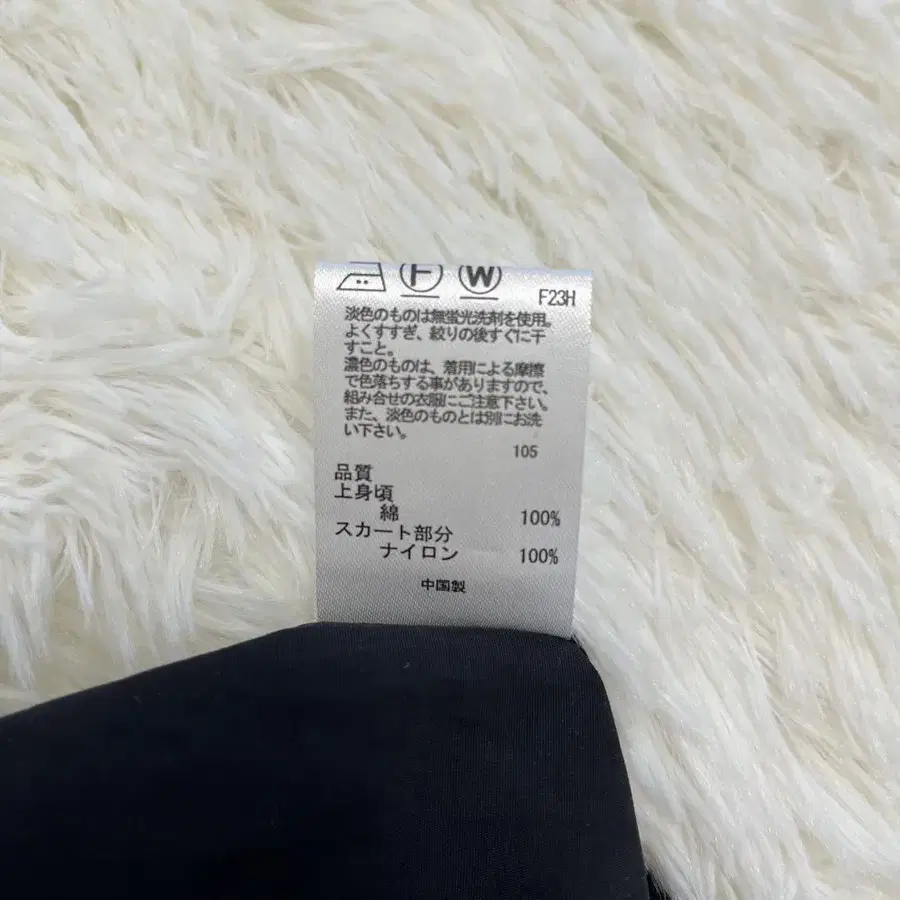 F W F23H
淡色のものは無蛍光洗剤を使用。
よくすすぎ、絞りの後すぐに干
すこと。
濃色のものは、着用による摩擦
で色落ちする事がありますので、
組み合せの衣服にご注意下さい。
また、淡色のものとは別にお洗
い下さい。
105
品質
上身頃
綿 100%
スカート部分
ナイロン 100%
中国製